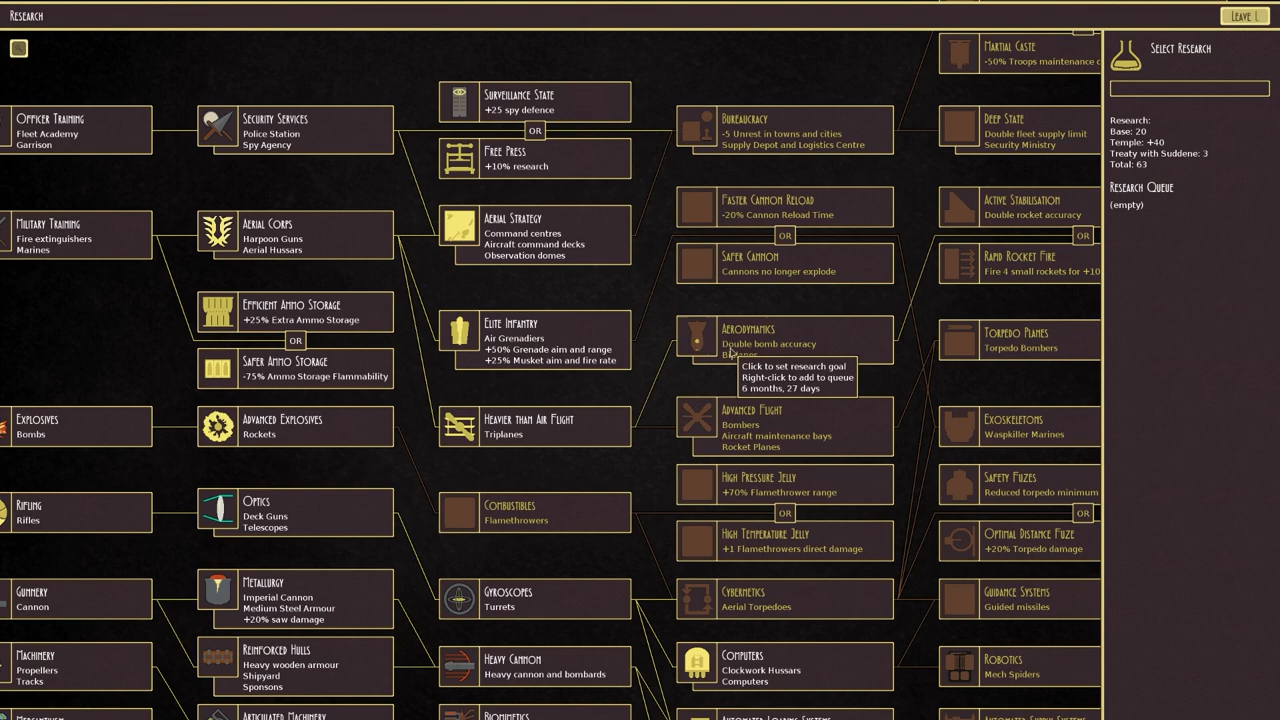 Research
Leave
Officer Training
Fleet Academy
Garrison
Military Training
Fire extinguishers
Marines
Explosives
Bombs
Rifling
Rifles
Gunnery
Cannon
Machinery
Propellers
Tracks
Security Services
Police Station
Spy Agency
Aerial Corps
Harpoon Guns
Aerial Hussars
Efficient Ammo Storage
+25% Extra Ammo Storage
OR
Safer Ammo Storage
-75% Ammo Storage Flammability
Advanced Explosives
Rockets
Optics
Deck Guns
Telescopes
Metallurgy
Imperial Cannon
Medium Steel Armour
+20% saw damage
Reinforced Hulls
Heavy wooden armour
Shipyard
Sponsons
Articulated Machinery
Surveillance State
+25 spy defence
OR
Free Press
+10% research
Aerial Strategy
Command centres
Aircraft command decks
Observation domes
Elite Infantry
Air Grenadiers
+50% Grenade aim and range
+25% Musket aim and fire rate
Heavier than Air Flight
Triplanes
Combustibles
Flamethrowers
Gyroscopes
Turrets
Heavy Cannon
Heavy cannon and bombards
Biomimetics
Bureaucracy
-5 Unrest in towns and cities
Supply Depot and Logistics Centre
Faster Cannon Reload
-20% Cannon Reload Time
OR
Safer Cannon
Cannons no longer explode
Aerodynamics
Double bomb accuracy
Click to set research goal
Right-click to add to queue
6 months, 27 days
Advanced Flight
Bombers
Aircraft maintenance bays
Rocket Planes
High Pressure Jelly
+70% Flamethrower range
OR
High Temperature Jelly
+1 Flamethrowers direct damage
Cybernetics
Aerial Torpedoes
Computers
Clockwork Hussars
Computers
Automated Loading Systems
Martial Caste
-50% Troops maintenance c
Deep State
Double fleet supply limit
Security Ministry
Active Stabilisation
Double rocket accuracy
OR
Rapid Rocket Fire
Fire 4 small rockets for +10
Torpedo Planes
Torpedo Bombers
Exoskeletons
Waspkiller Marines
Safety Fuzes
Reduced torpedo minimum
OR
Optimal Distance Fuze
+20% Torpedo damage
Guidance Systems
Guided missiles
Robotics
Mech Spiders
Automated Supply Systems
Select Research
Research:
Base: 20
Temple: +40
Treaty with Suddene: 3
Total: 63
Research Queue
(empty)